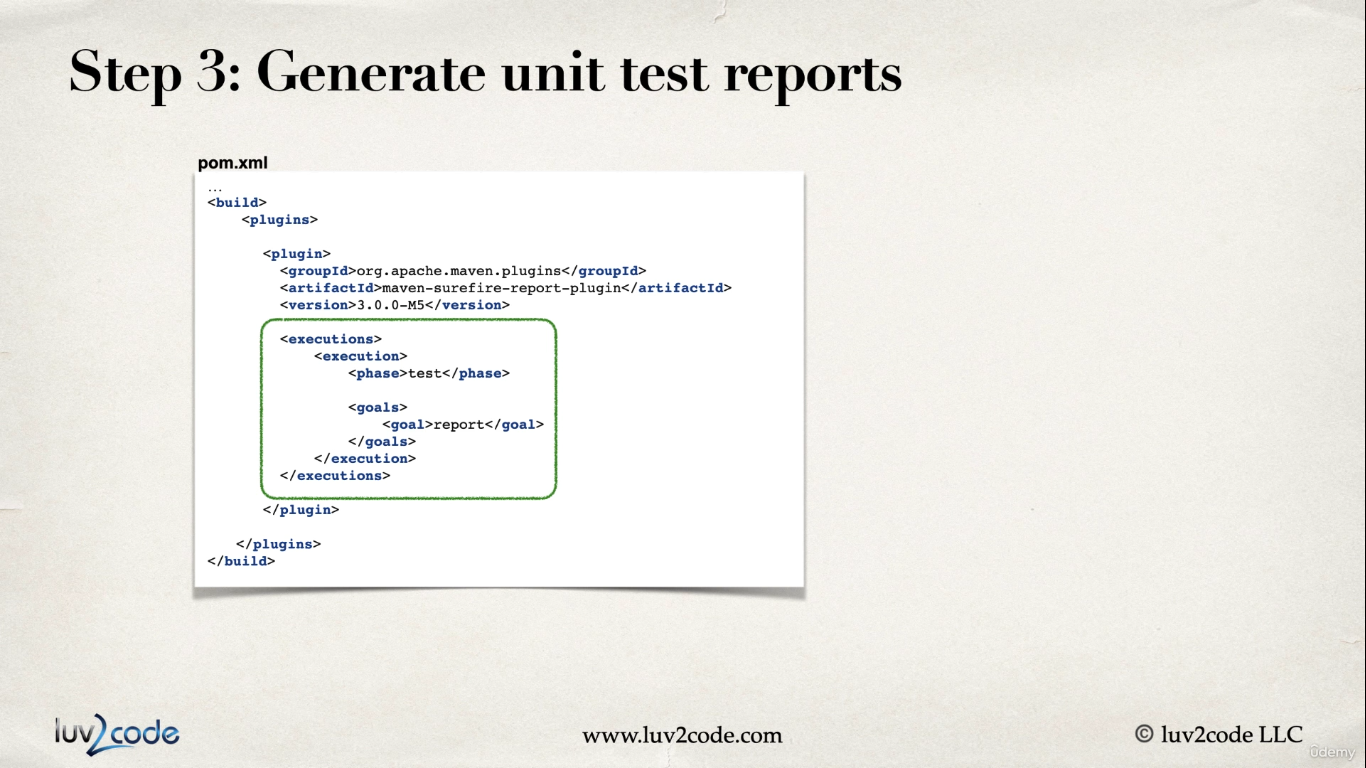 Step 3: Generate unit test reports
pom.xml
...
<build>
<plugins>
<plugin>
<groupId>org.apache.maven.plugins</groupId>
<artifactId>maven-surefire-report-plugin</artifactId>
<version>3.0.0-M5</version>
<executions>
<execution>
<phase>test</phase>
<goals>
<goal>report</goal>
</goals>
</execution>
</executions>
</plugin>
</plugins>
</build>
luv2code
www.luv2code.com
© luv2code LLC
ûdemy